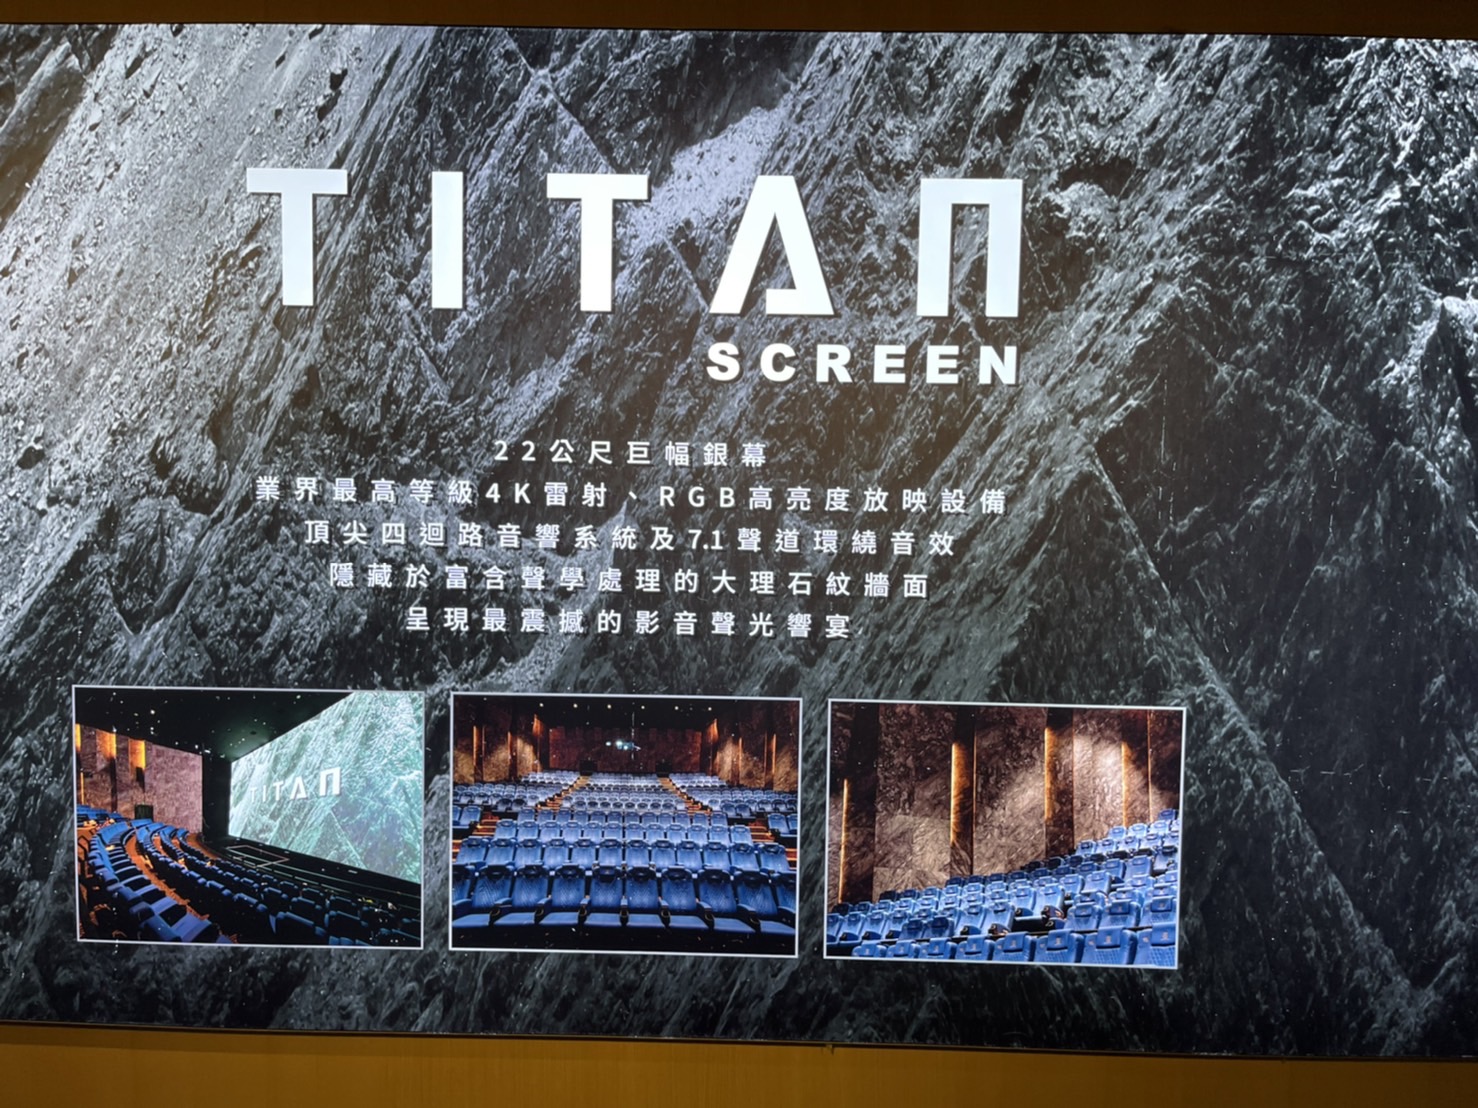 TITAN
SCREEN
22公尺巨幅銀幕
業界最高等級4K雷射、RGB高亮度放映設備
頂尖四迴路音響系統及7.1聲道環繞音效
隱藏於富含聲學處理的大理石紋牆面
呈現最震撼的影音聲光響宴
TITAN